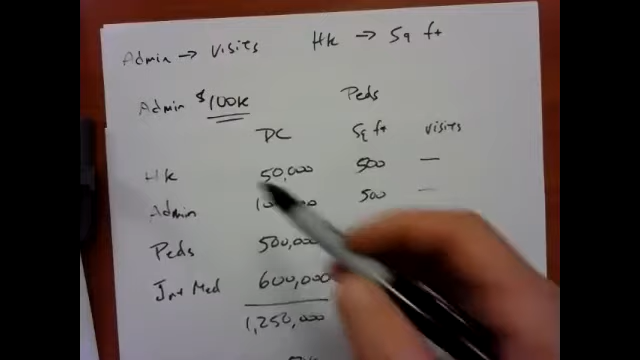 Admin → Visits Hk → Sq ft
Admin $100K Peds
DC Sq ft visits
Hk 50,000 500 —
Admin 500 —
Peds 500,000
Int Med 600,000
1,250,000